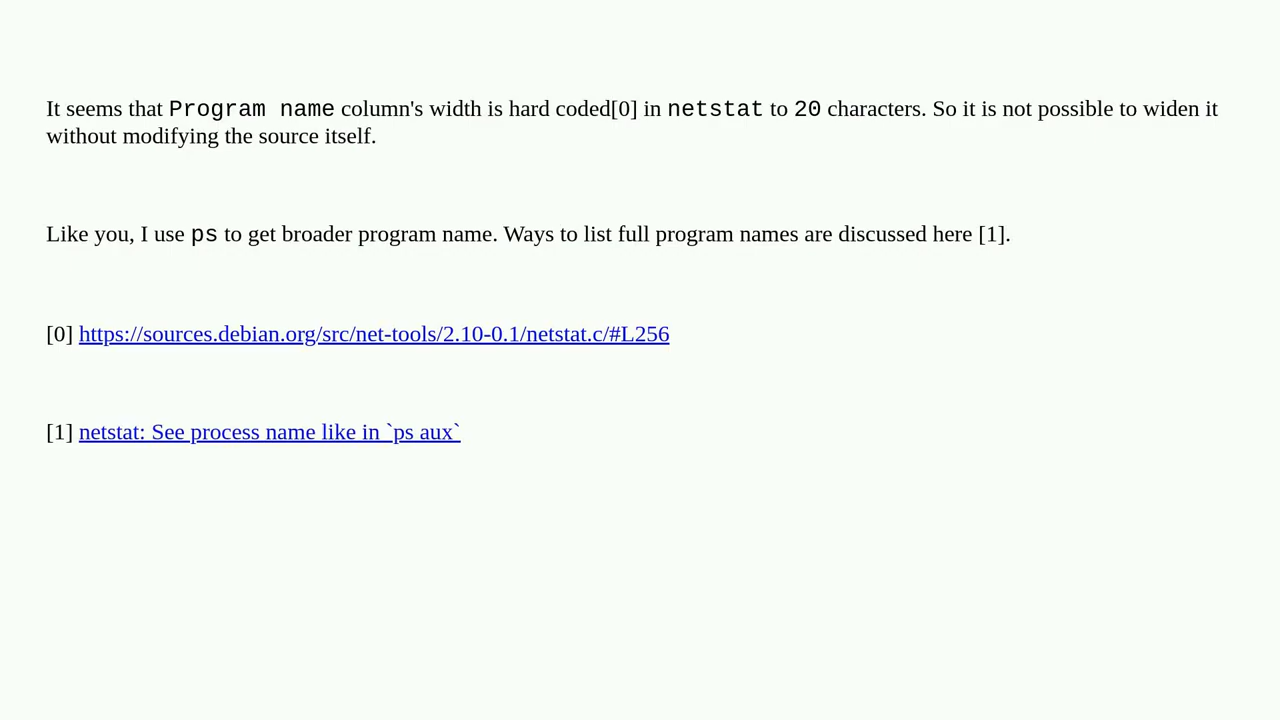 It seems that Program name column's width is hard coded[0] in netstat to 20 characters. So it is not possible to widen it
without modifying the source itself.
Like you, I use ps to get broader program name. Ways to list full program names are discussed here [1].
[0] https://sources.debian.org/src/net-tools/2.10-0.1/netstat.c/#L256
[1] netstat: See process name like in `ps aux`